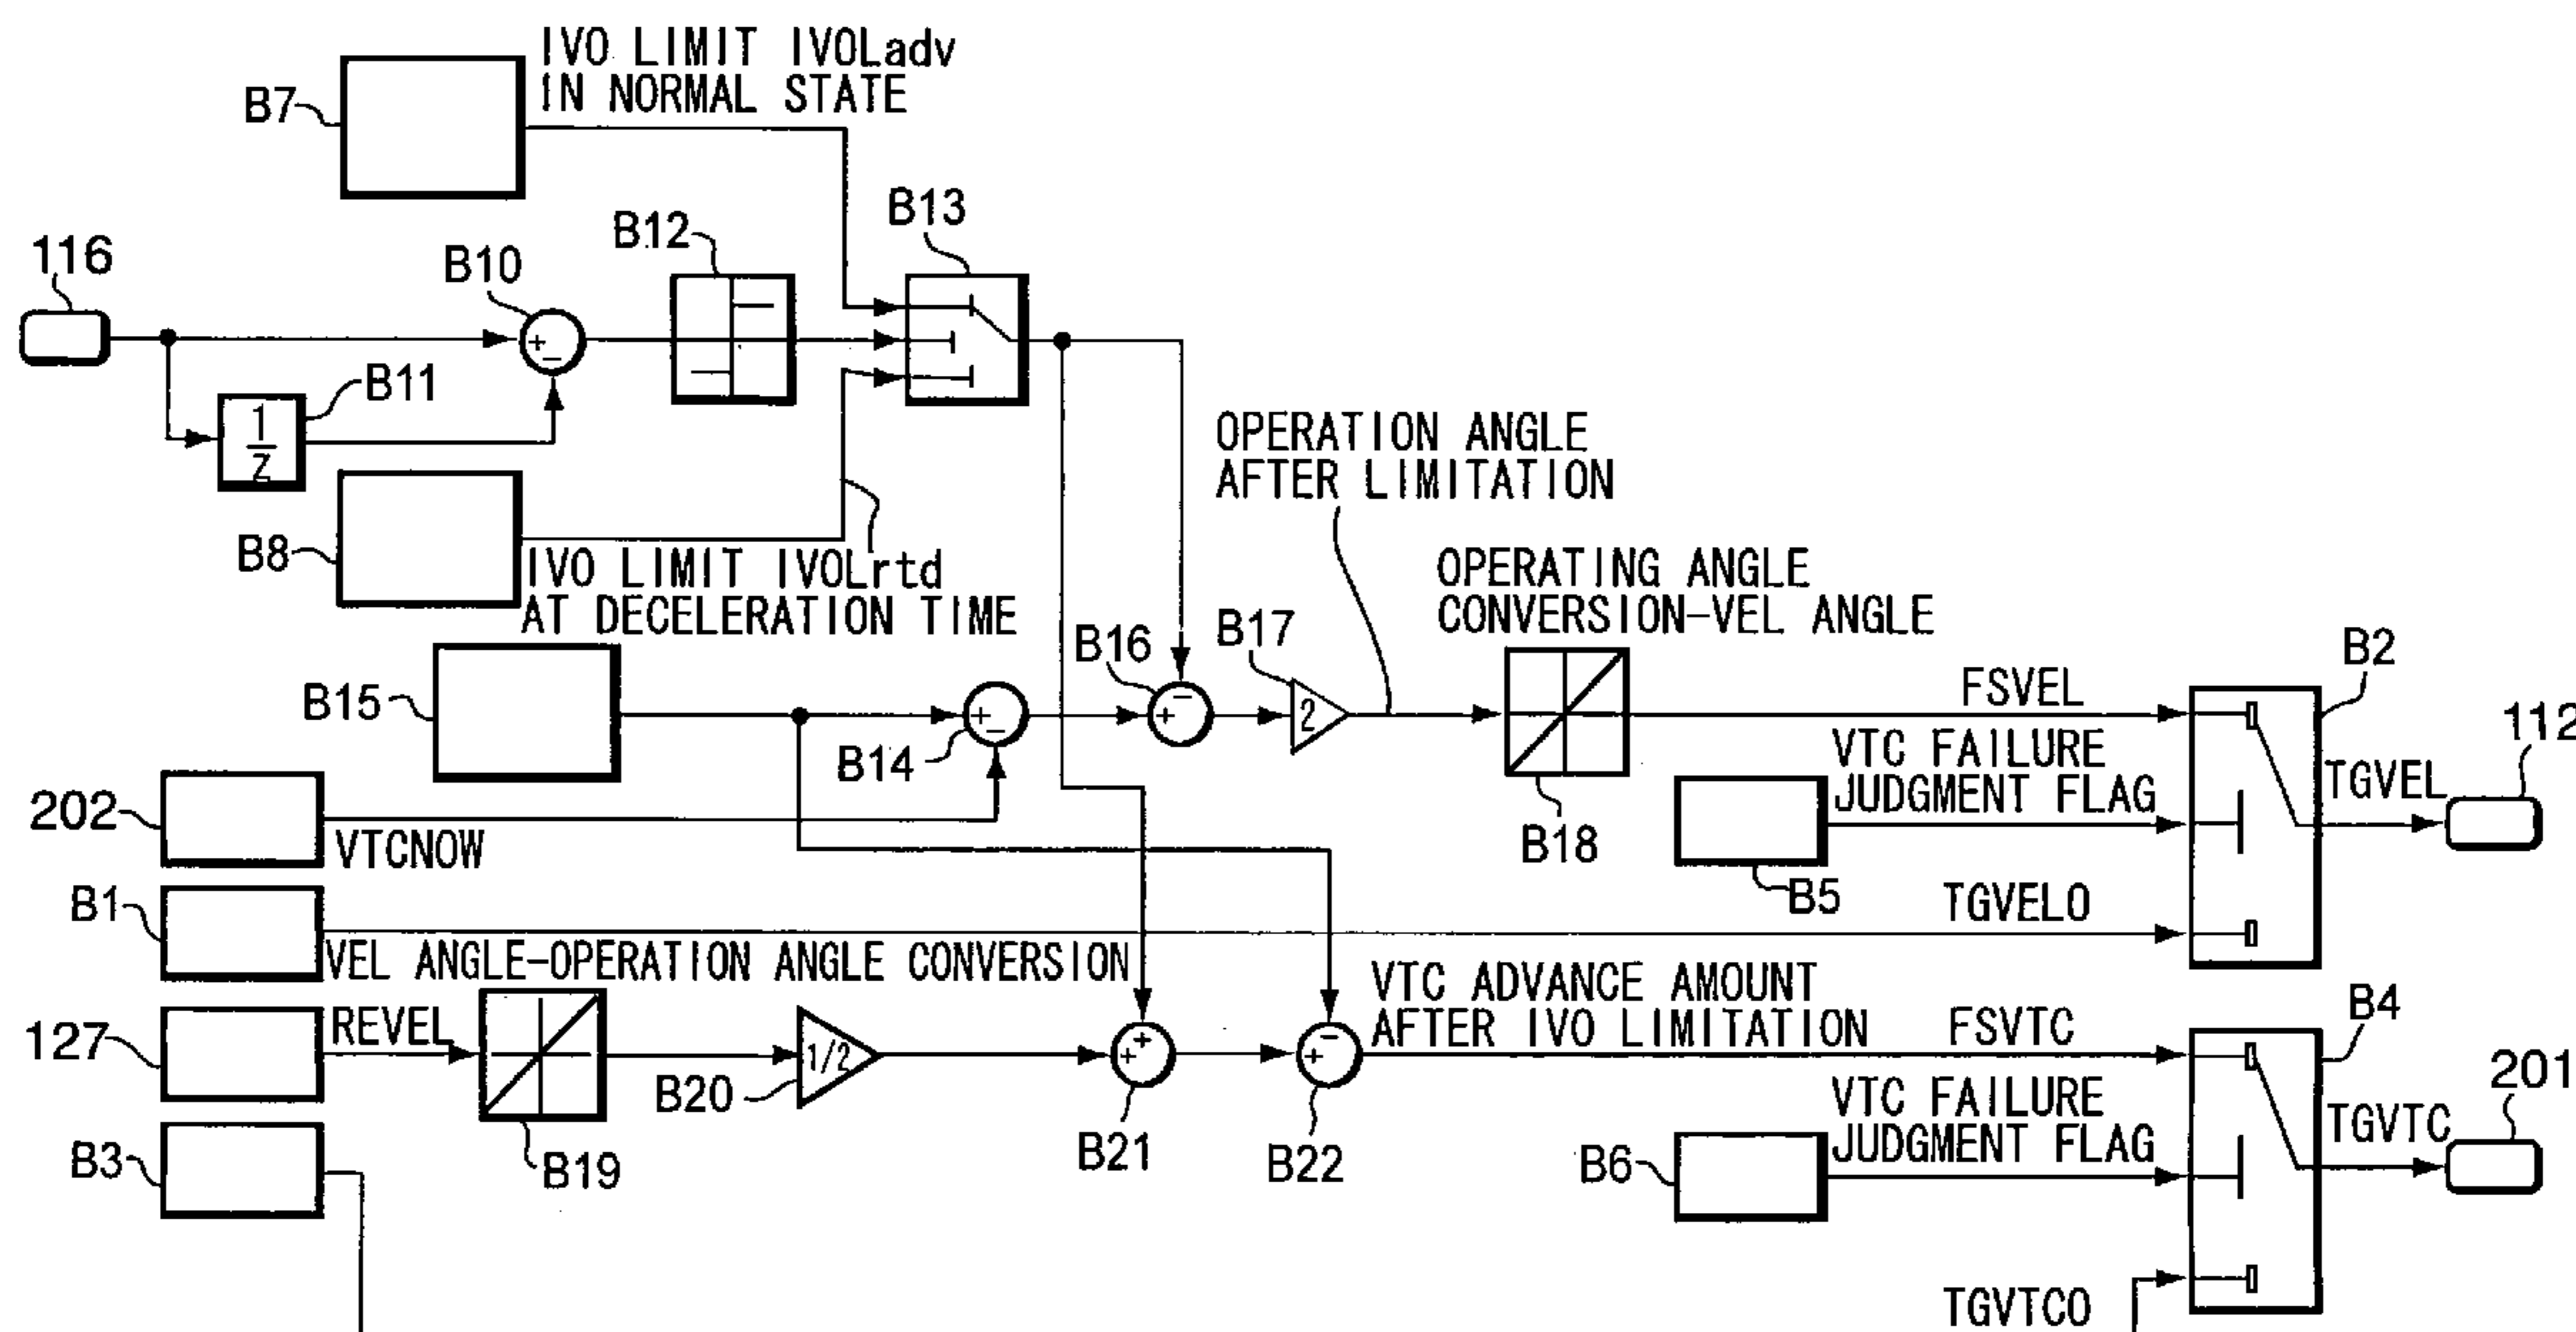 IVO LIMIT IVOLadv
IN NORMAL STATE
B7
B13
B12
116
B10
+
−
B11
1
Z
OPERATION ANGLE
AFTER LIMITATION
B8
IVO LIMIT IVOLrtd
AT DECELERATION TIME
OPERATING ANGLE
CONVERSION-VEL ANGLE
B16
B17
B2
B15
+
−
B14
+
−
2
B18
FSVEL
VTC FAILURE
JUDGMENT FLAG
B5
TGVEL
112
202
VTCNOW
B1
TGVEL0
VEL ANGLE-OPERATION ANGLE CONVERSION
VTC ADVANCE AMOUNT
AFTER IVO LIMITATION
FSVTC
B4
127
REVEL
B19
B20
1/2
+
+
B21
+
−
B22
VTC FAILURE
JUDGMENT FLAG
B6
TGVTC
201
B3
TGVTC0